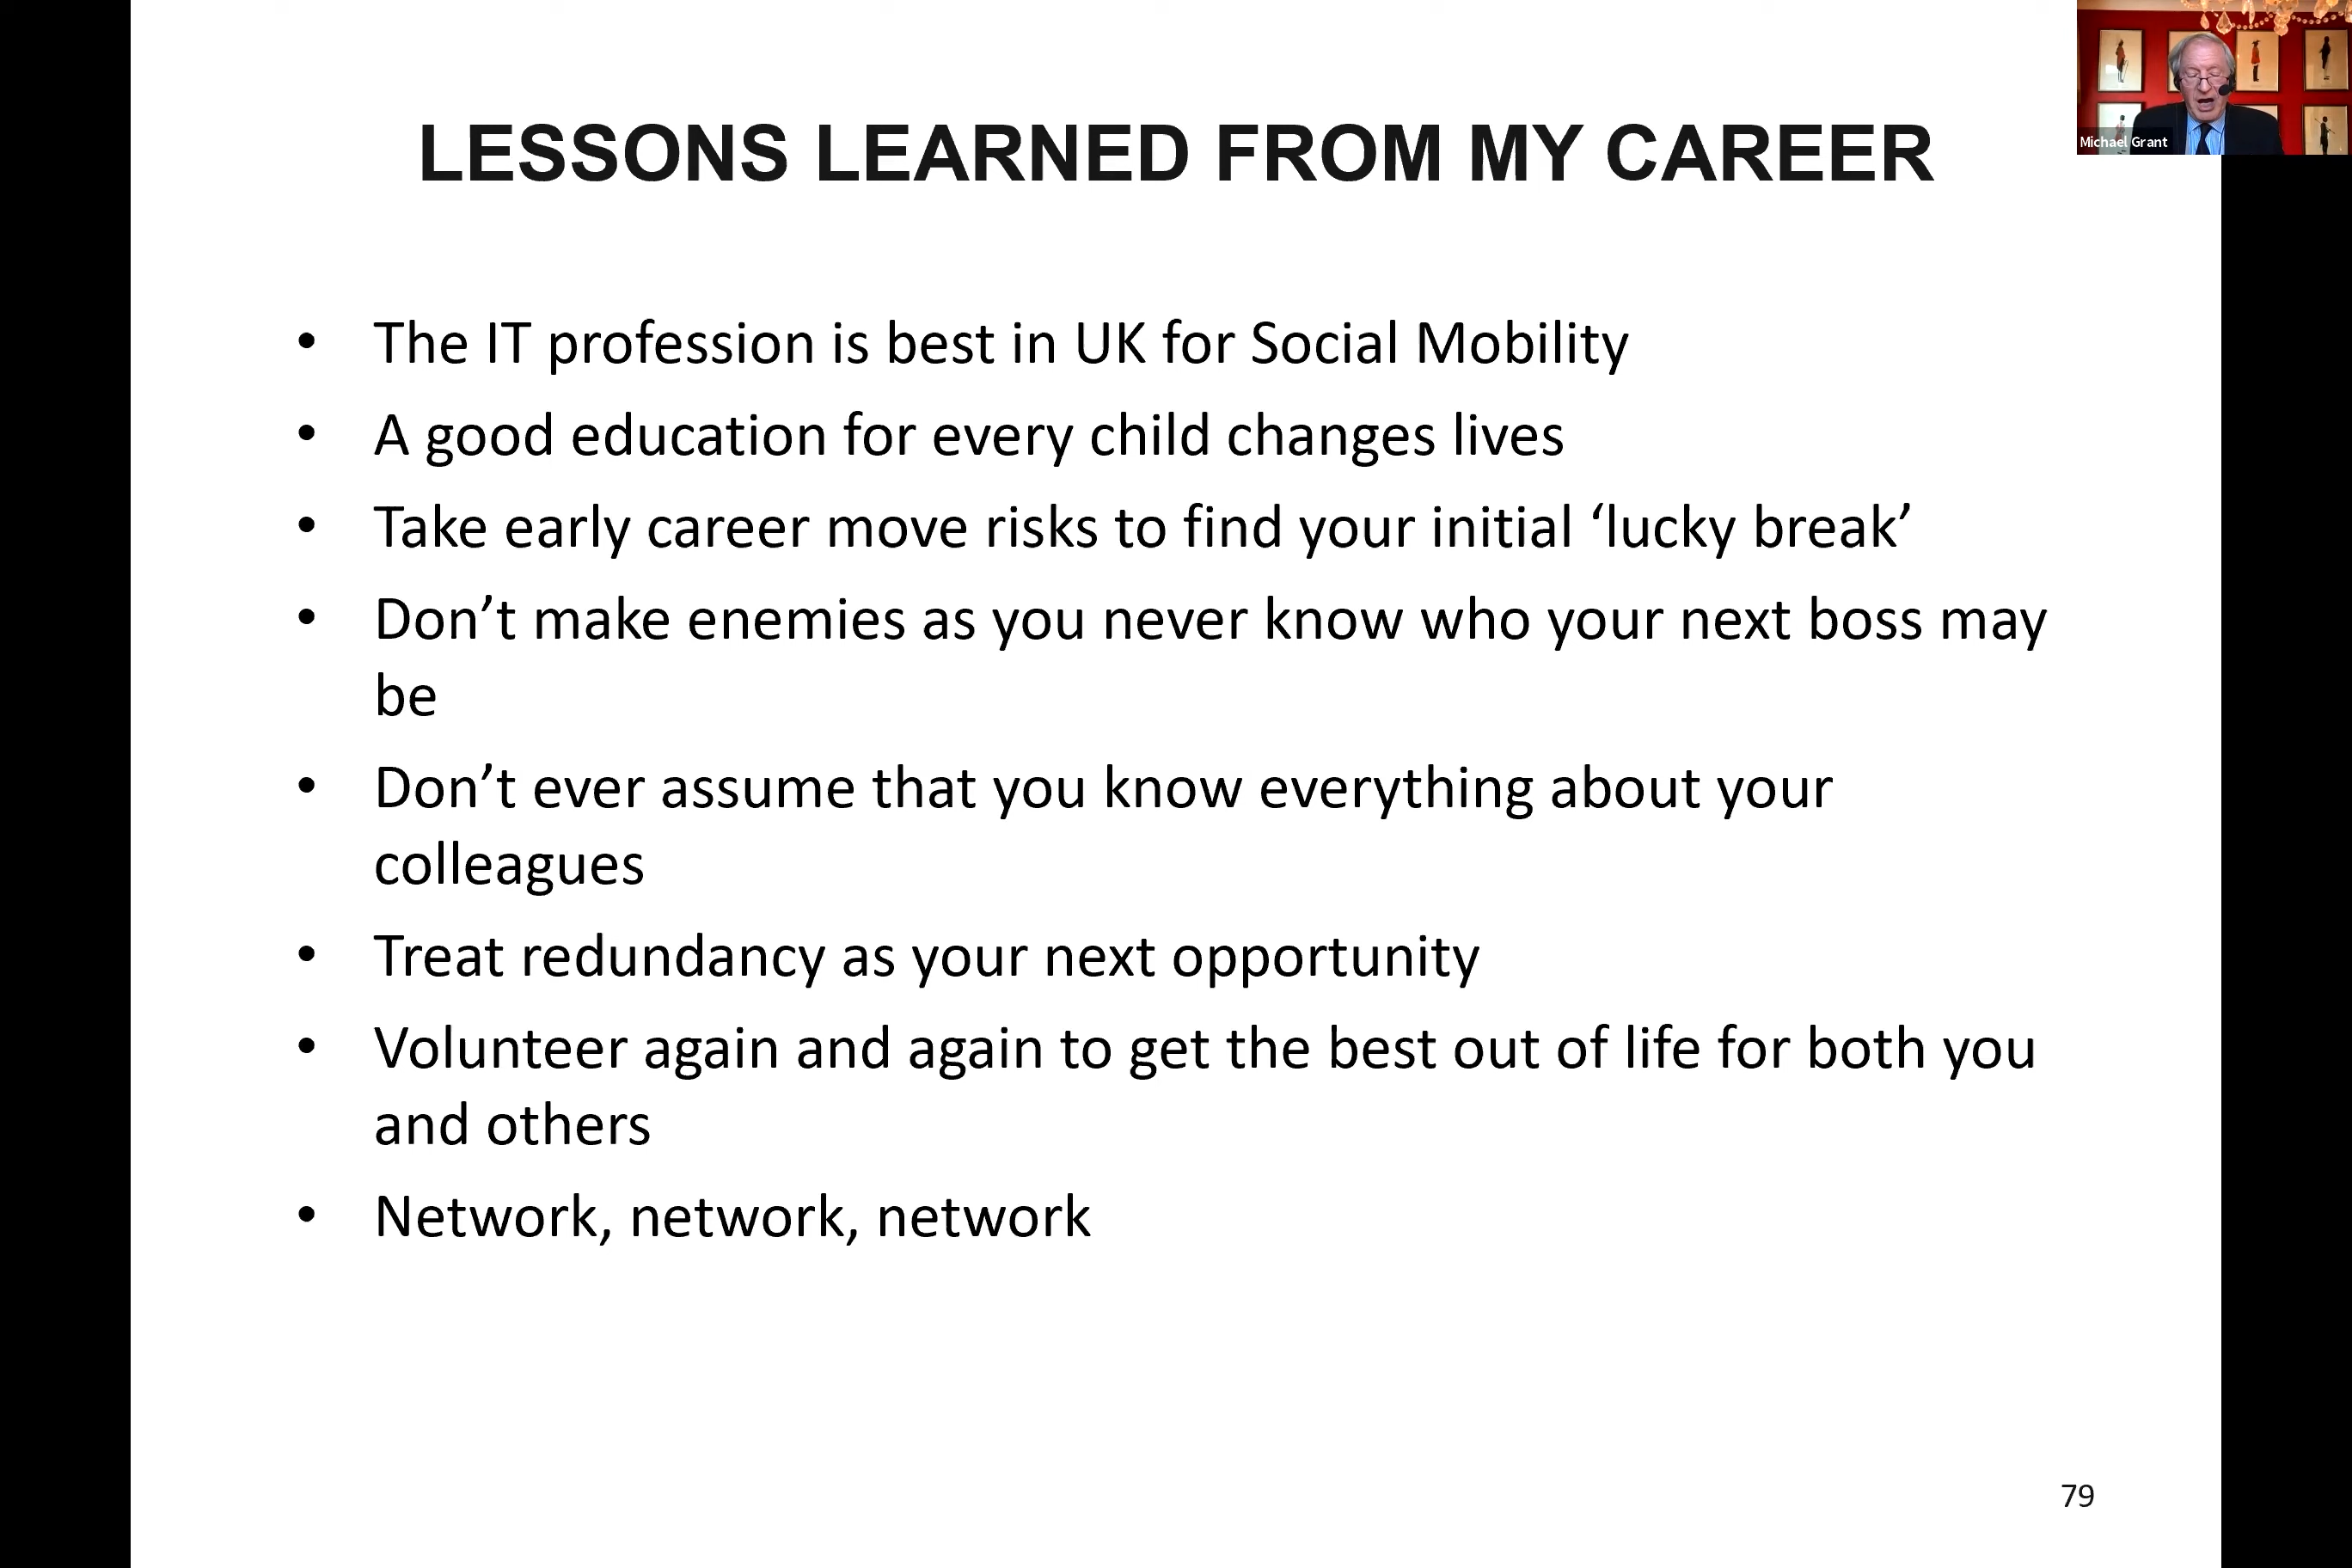 LESSONS LEARNED FROM MY CAREER
Michael Grant
• The IT profession is best in UK for Social Mobility
• A good education for every child changes lives
• Take early career move risks to find your initial ‘lucky break’
• Don’t make enemies as you never know who your next boss may
be
• Don’t ever assume that you know everything about your
colleagues
• Treat redundancy as your next opportunity
• Volunteer again and again to get the best out of life for both you
and others
• Network, network, network
79